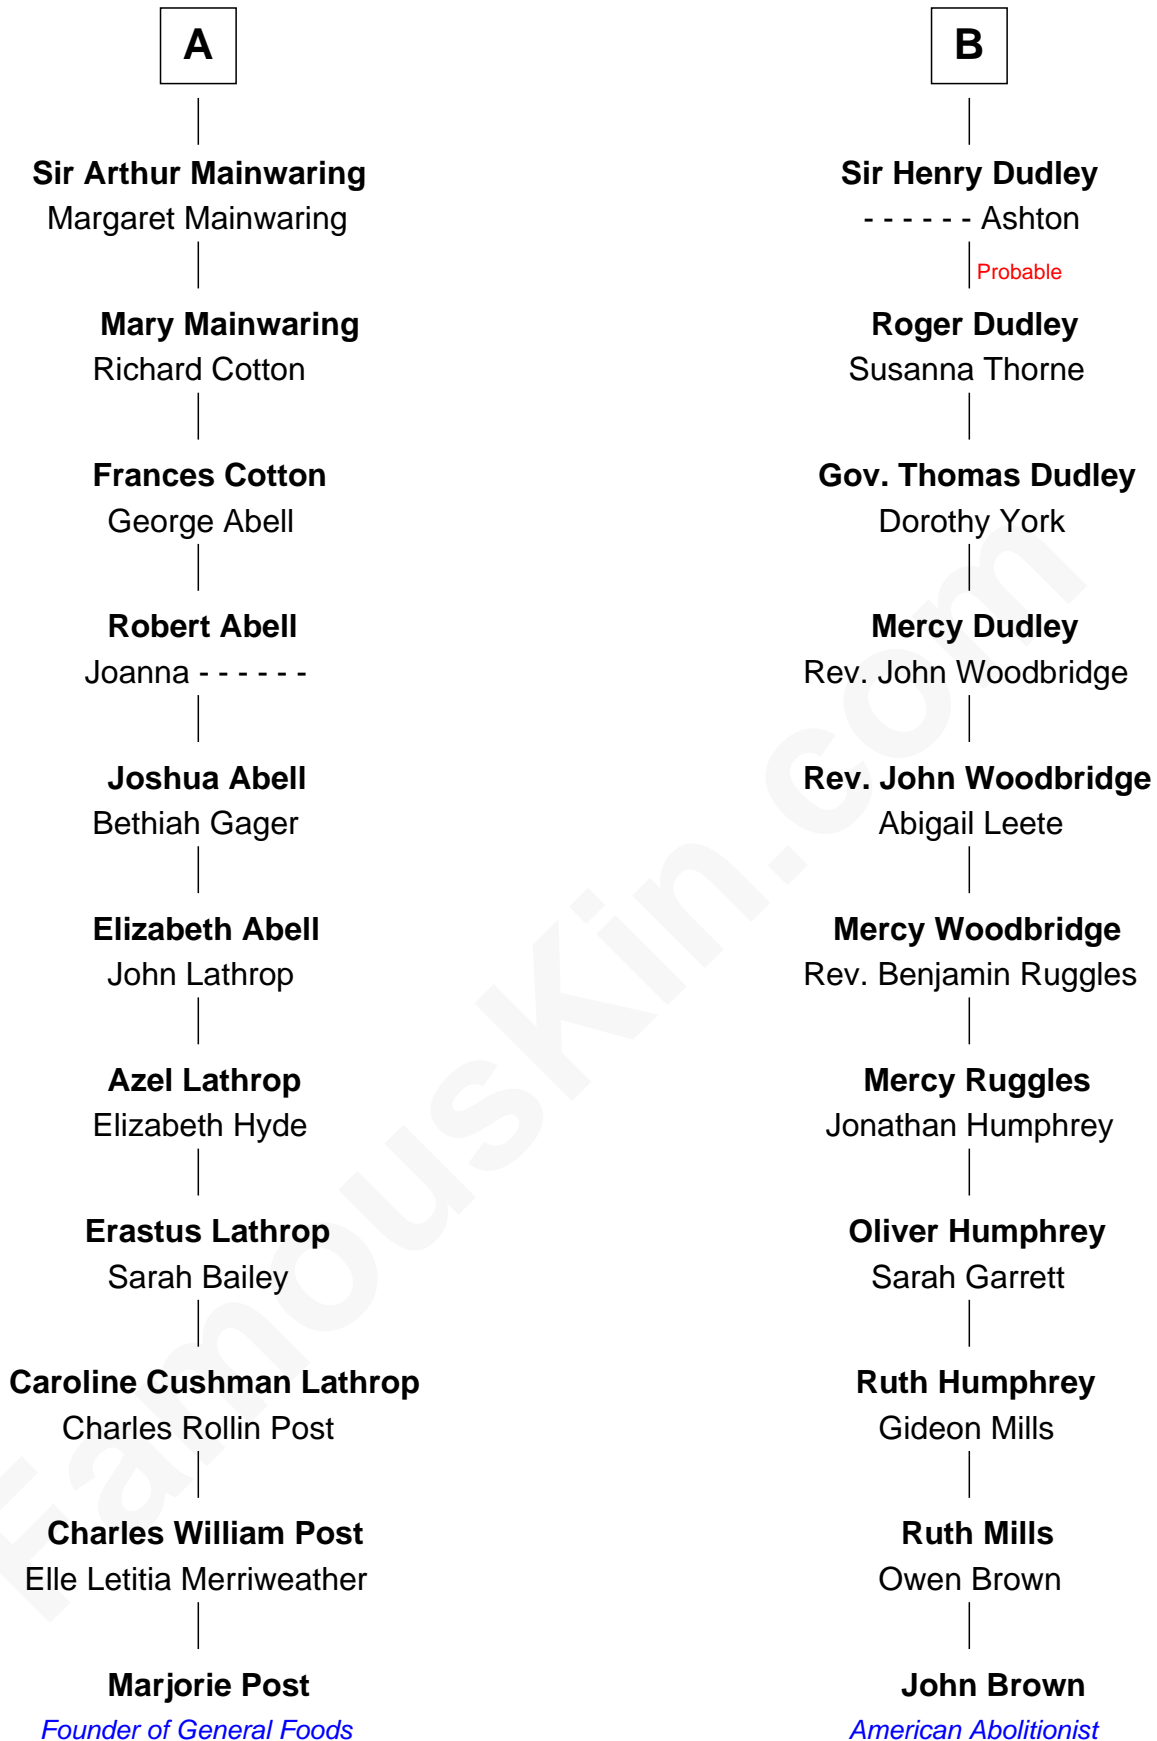 A
Sir Arthur Mainwaring
Margaret Mainwaring
Mary Mainwaring
Richard Cotton
Frances Cotton
George Abell
Robert Abell
Joanna - - - - - -
Joshua Abell
Bethiah Gager
Elizabeth Abell
John Lathrop
Azel Lathrop
Elizabeth Hyde
Erastus Lathrop
Sarah Bailey
Caroline Cushman Lathrop
Charles Rollin Post
Charles William Post
Elle Letitia Merriweather
Marjorie Post
Founder of General Foods
B
Sir Henry Dudley
- - - - - - Ashton
Probable
Roger Dudley
Susanna Thorne
Gov. Thomas Dudley
Dorothy York
Mercy Dudley
Rev. John Woodbridge
Rev. John Woodbridge
Abigail Leete
Mercy Woodbridge
Rev. Benjamin Ruggles
Mercy Ruggles
Jonathan Humphrey
Oliver Humphrey
Sarah Garrett
Ruth Humphrey
Gideon Mills
Ruth Mills
Owen Brown
John Brown
American Abolitionist
FamousKin.com